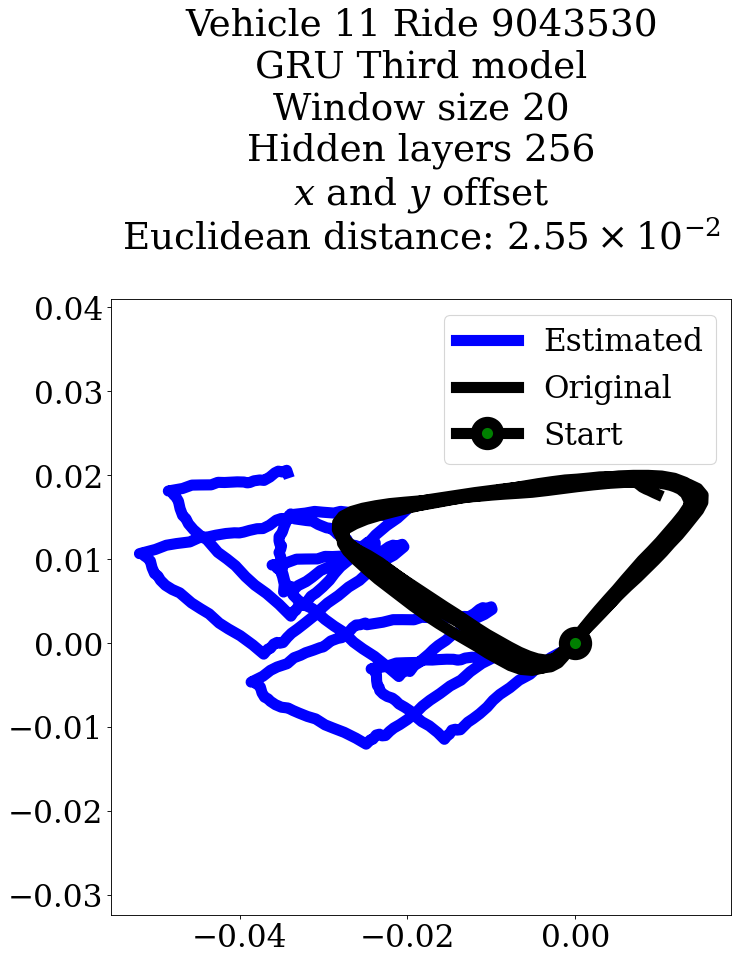 Vehicle 11 Ride 9043530
GRU Third model
Window size 20
Hidden layers 256
x and y offset
Euclidean distance: 2.55 × 10⁻²
0.04
0.03
0.02
0.01
0.00
−0.01
−0.02
−0.03
Estimated
Original
Start
−0.04
−0.02
0.00